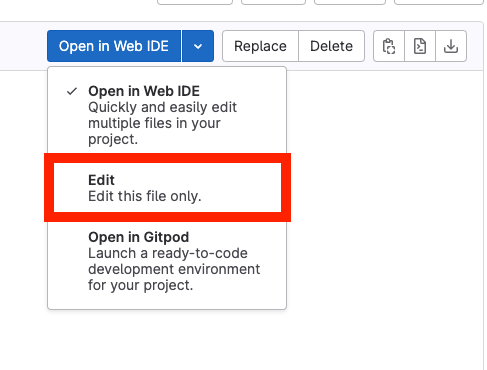 Open in Web IDE
Replace
Delete
Open in Web IDE
Quickly and easily edit
multiple files in your
project.
Edit
Edit this file only.
Open in Gitpod
Launch a ready-to-code
development environment
for your project.